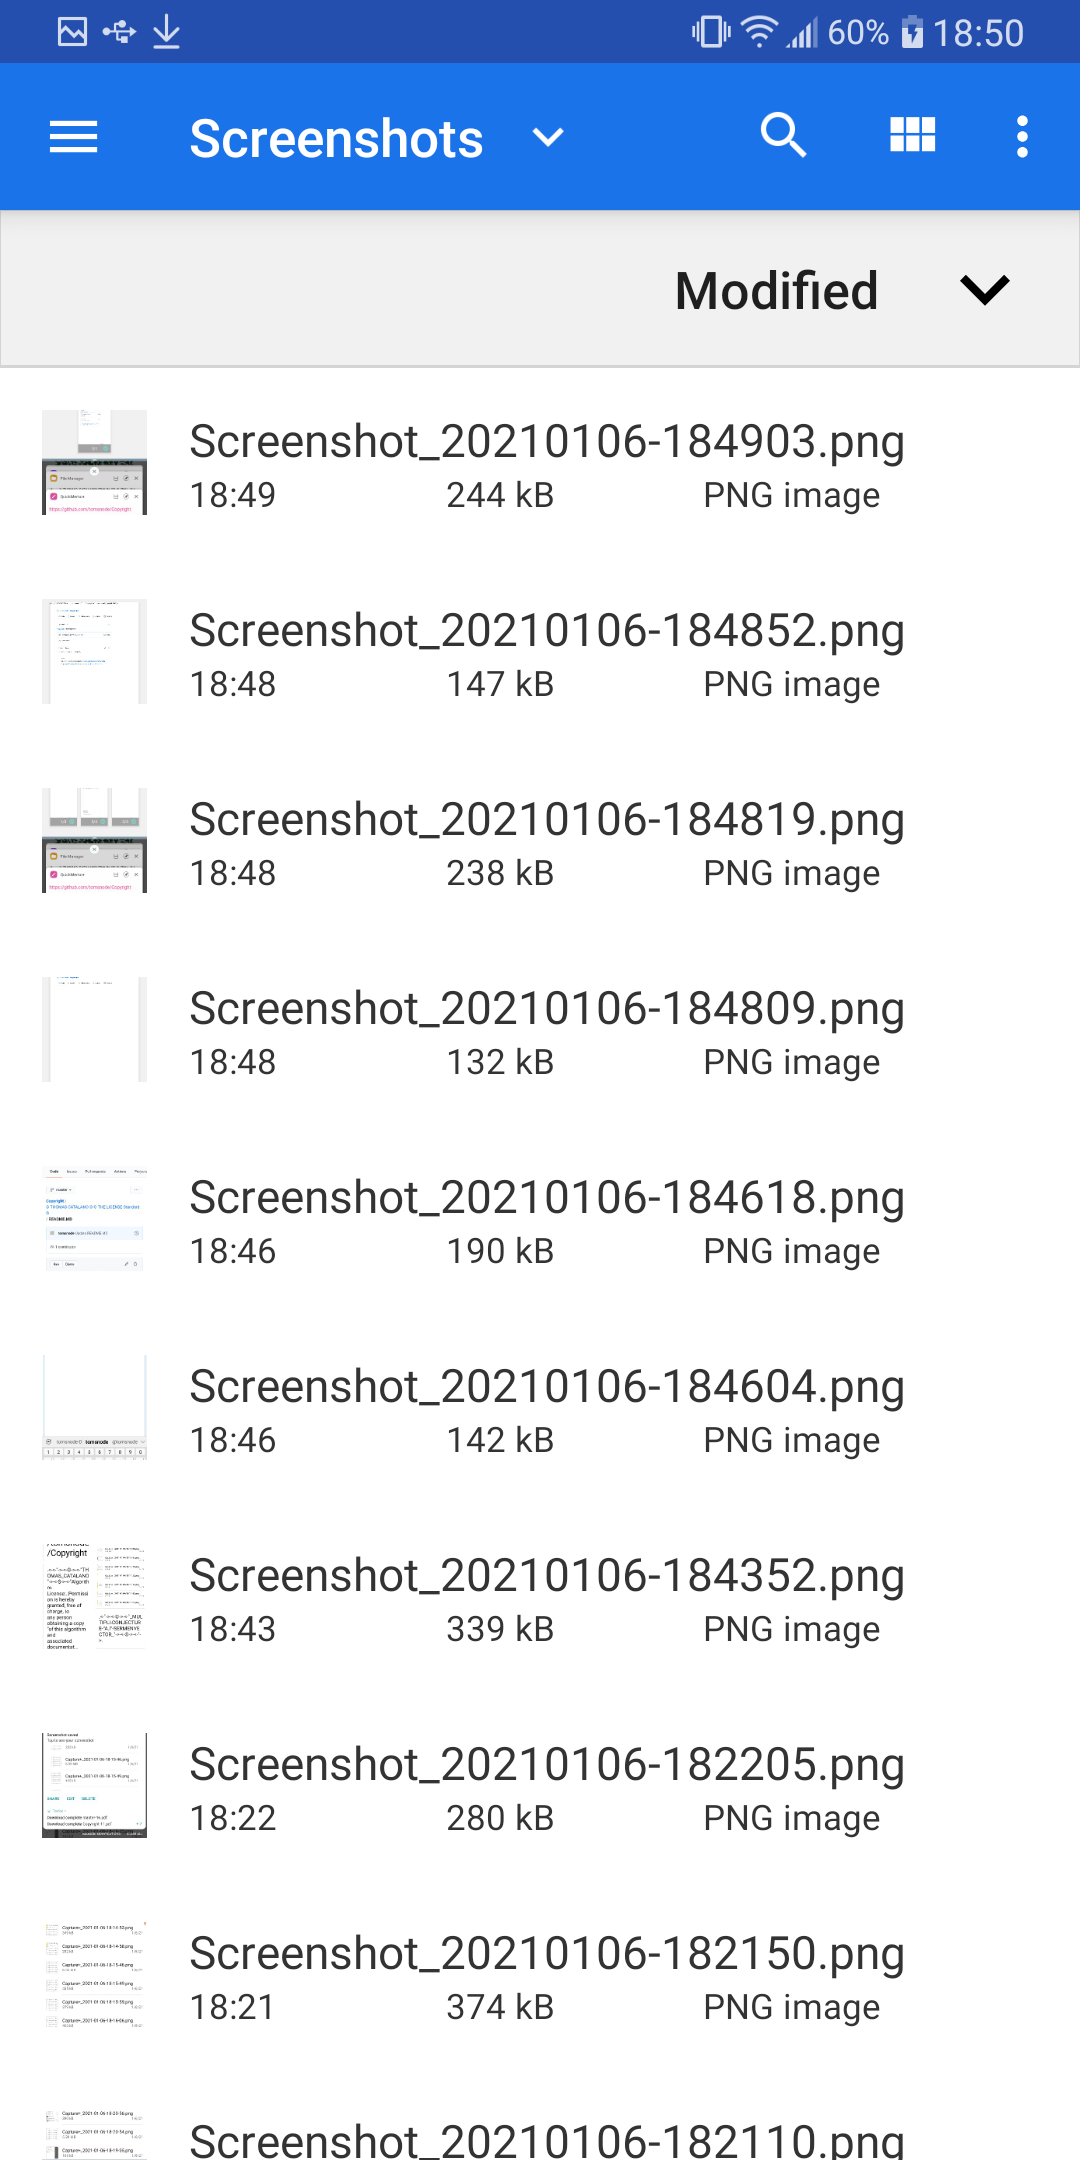 60% 18:50
Screenshots
Modified
Screenshot_20210106-184903.png
18:49 244 kB PNG image
Screenshot_20210106-184852.png
18:48 147 kB PNG image
Screenshot_20210106-184819.png
18:48 238 kB PNG image
Screenshot_20210106-184809.png
18:48 132 kB PNG image
Screenshot_20210106-184618.png
18:46 190 kB PNG image
Screenshot_20210106-184604.png
18:46 142 kB PNG image
/Copyright
Screenshot_20210106-184352.png
18:43 339 kB PNG image
Screenshot_20210106-182205.png
18:22 280 kB PNG image
Screenshot_20210106-182150.png
18:21 374 kB PNG image
Screenshot_20210106-182110.png